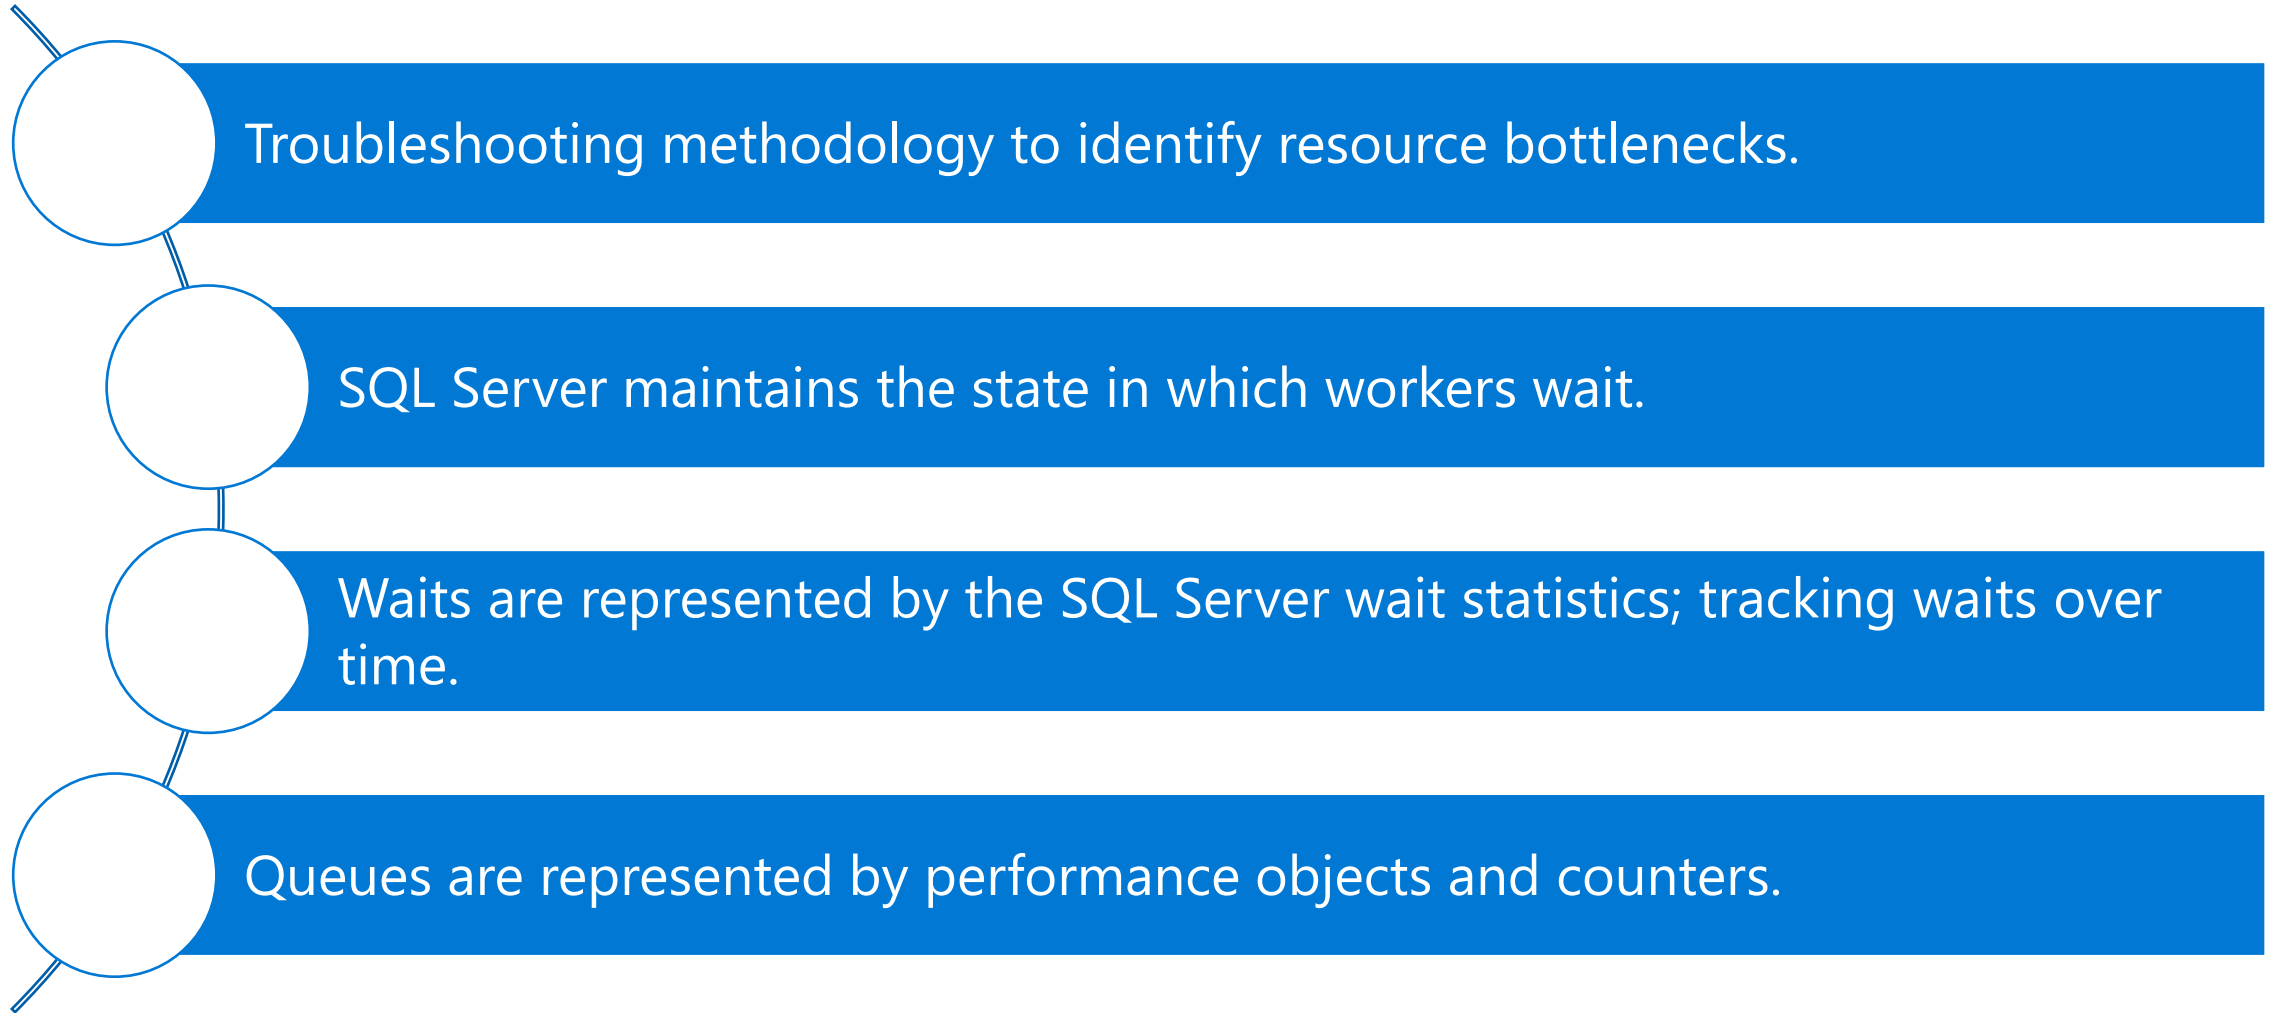 Troubleshooting methodology to identify resource bottlenecks.
SQL Server maintains the state in which workers wait.
Waits are represented by the SQL Server wait statistics; tracking waits over
time.
Queues are represented by performance objects and counters.